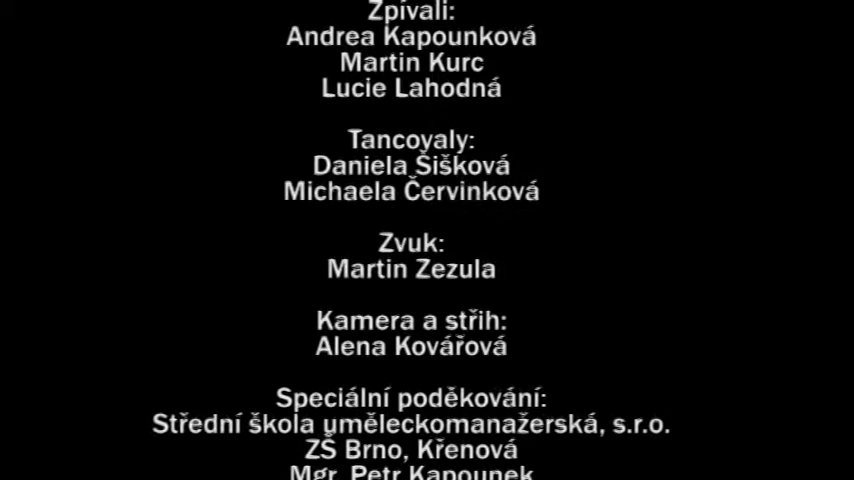 Zpívali:
Andrea Kapounková
Martin Kurc
Lucie Lahodná
Tancovaly:
Daniela Šišková
Michaela Červinková
Zvuk:
Martin Zezula
Kamera a střih:
Alena Kovářová
Speciální poděkování:
Střední škola uměleckomanažerská, s.r.o.
ZŠ Brno, Křenová
Mgr. Petr Kapounek